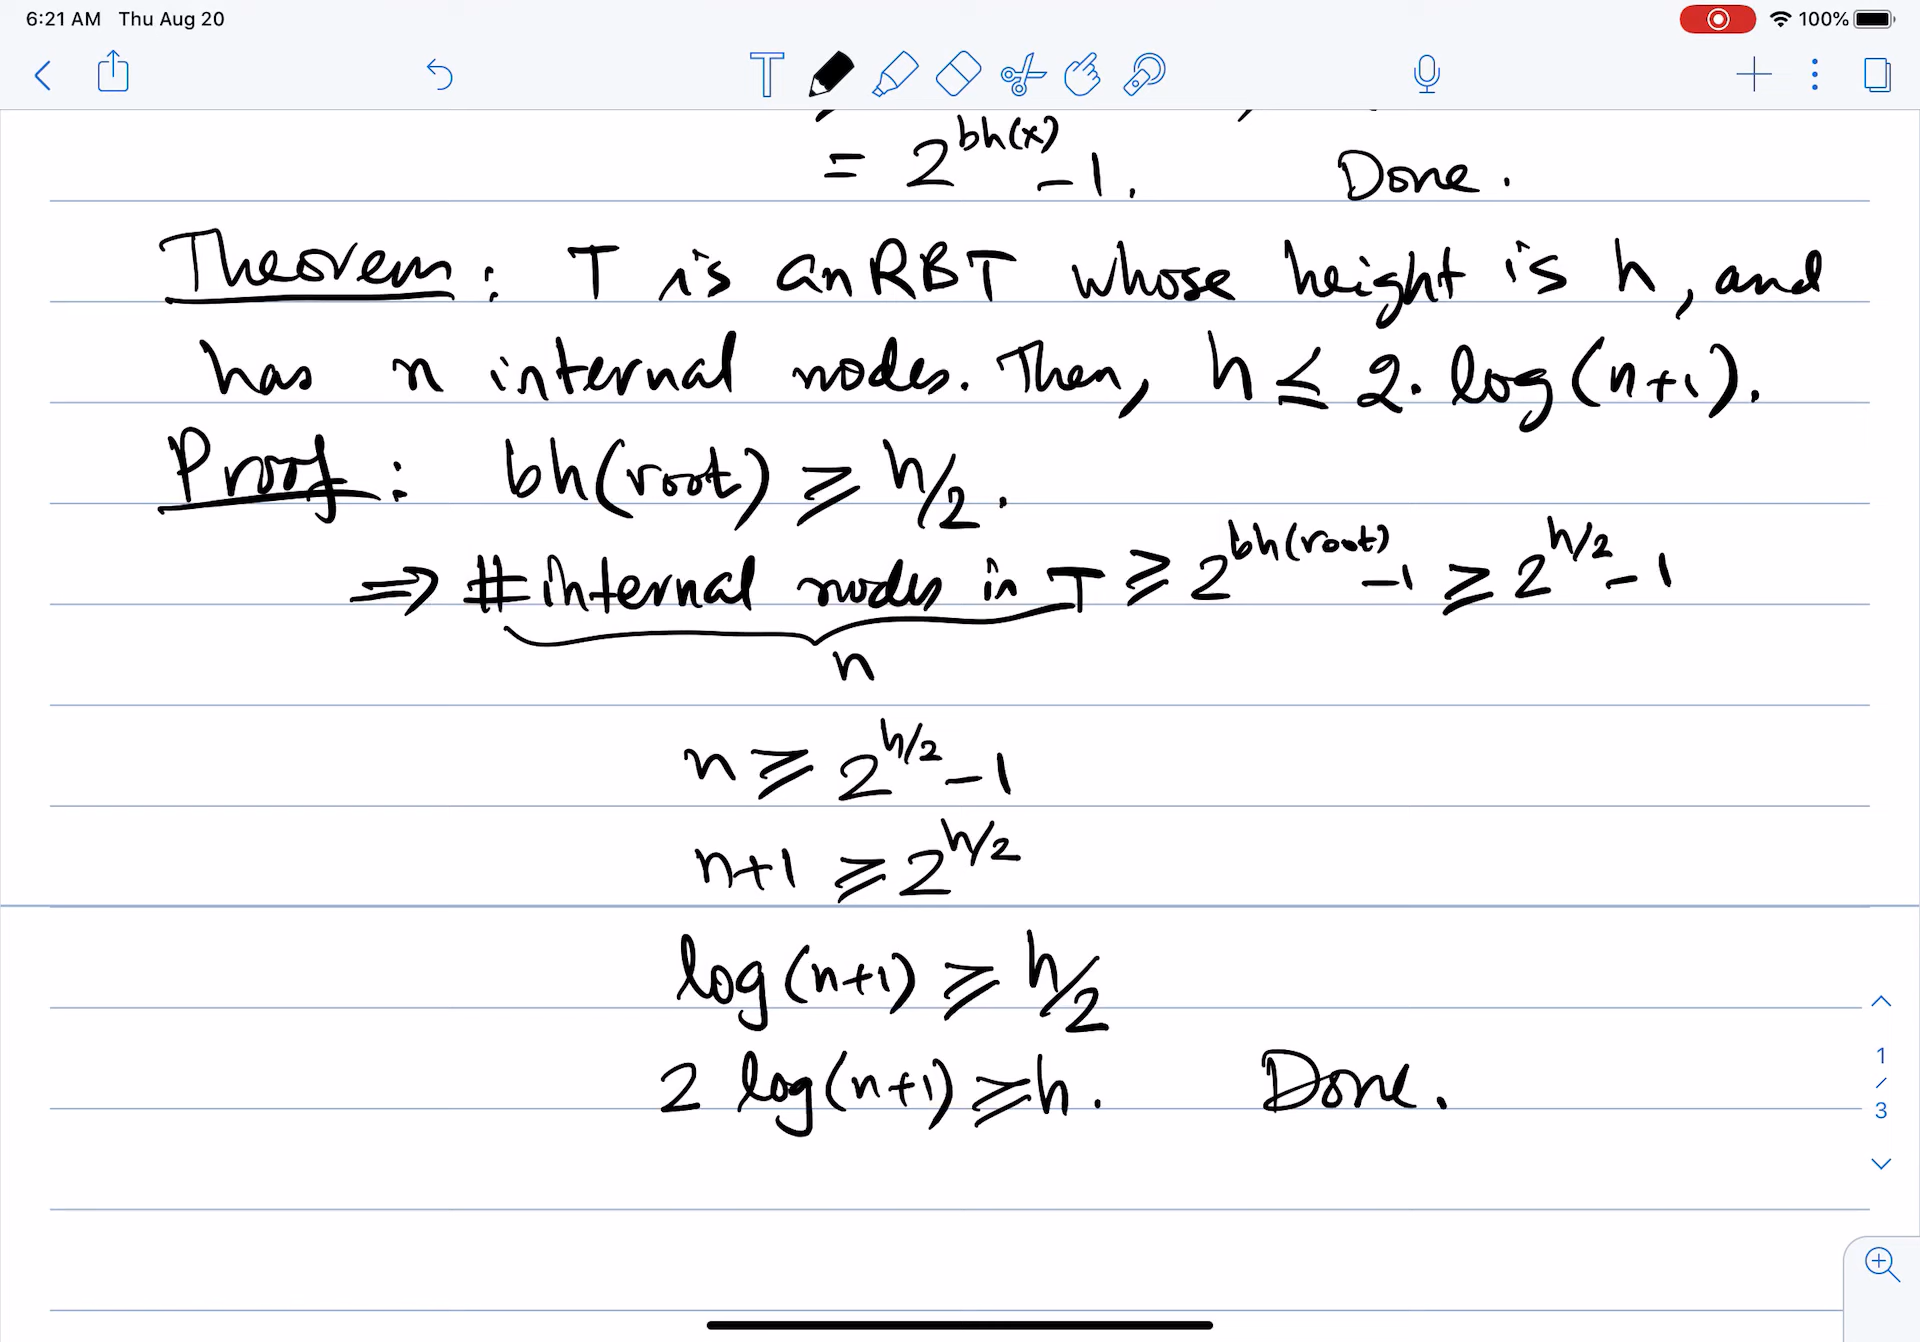 6:21 AM Thu Aug 20 100%
= 2^{bh(x)} - 1. Done.
Theorem: T is an RBT whose height is h, and
has n internal nodes. Then, h ≤ 2. log(n+1).
Proof: bh(root) ≥ h/2.
⇒ # internal nodes in T ≥ 2^{bh(root)} - 1 ≥ 2^{h/2} - 1
n
n ≥ 2^{h/2} - 1
n+1 ≥ 2^{h/2}
log(n+1) ≥ h/2
2 log(n+1) ≥ h. Done.
1
/
3